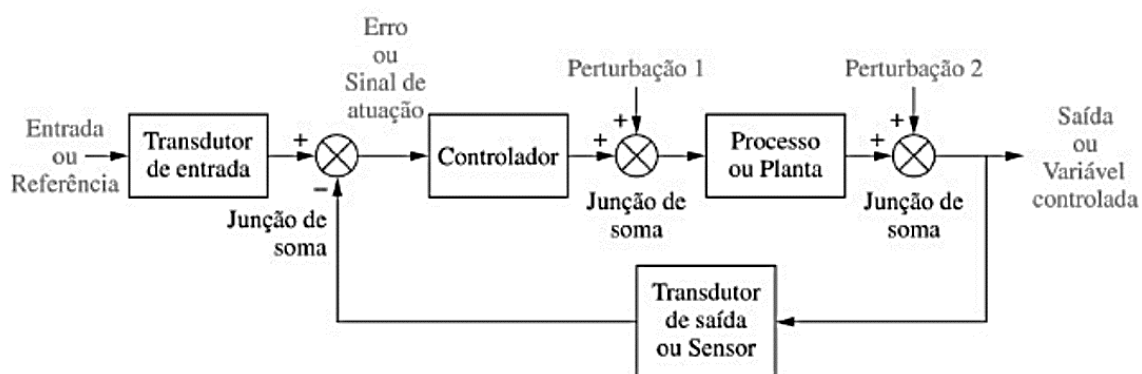 Erro
ou
Sinal de
atuação
Perturbação 1
Perturbação 2
Entrada
ou
Referência
Transdutor
de entrada
+
−
Junção de
soma
Controlador
+
+
Junção de
soma
Processo
ou Planta
+
+
Junção de
soma
Saída
ou
Variável
controlada
Transdutor
de saída
ou Sensor